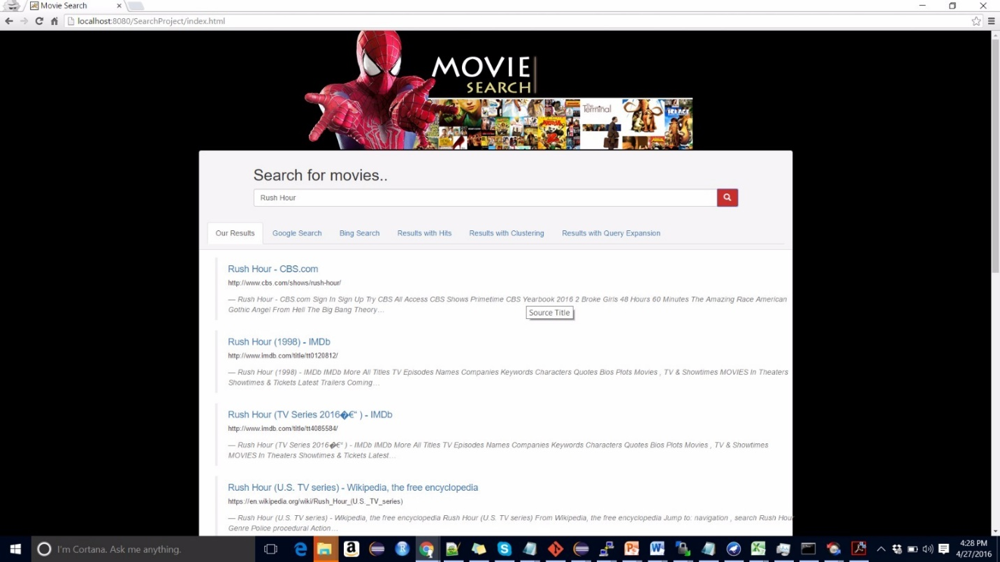 Movie Search
localhost:8080/SearchProject/index.html
MOVIE
SEARCH
The
Terminal
ICE AGE
Search for movies..
Rush Hour
Our Results Google Search Bing Search Results with Hits Results with Clustering Results with Query Expansion
Rush Hour - CBS.com
http://www.cbs.com/shows/rush-hour/
— Rush Hour - CBS.com Sign In Sign Up Try CBS All Access CBS Shows Primetime CBS Yearbook 2016 2 Broke Girls 48 Hours 60 Minutes The Amazing Race American
Gothic Angel From Hell The Big Bang Theory…
Source Title
Rush Hour (1998) - IMDb
http://www.imdb.com/title/tt0120812/
— Rush Hour (1998) - IMDb IMDb More All Titles TV Episodes Names Companies Keywords Characters Quotes Bios Plots Movies , TV & Showtimes MOVIES In Theaters
Showtimes & Tickets Latest Trailers Coming…
Rush Hour (TV Series 2016�€“ ) - IMDb
http://www.imdb.com/title/tt4085584/
— Rush Hour (TV Series 2016�€“ ) - IMDb IMDb More All Titles TV Episodes Names Companies Keywords Characters Quotes Bios Plots Movies , TV & Showtimes
MOVIES In Theaters Showtimes & Tickets Latest…
Rush Hour (U.S. TV series) - Wikipedia, the free encyclopedia
https://en.wikipedia.org/wiki/Rush_Hour_(U.S._TV_series)
— Rush Hour (U.S. TV series) - Wikipedia, the free encyclopedia Rush Hour (U.S. TV series) From Wikipedia, the free encyclopedia Jump to: navigation , search Rush Hour
Genre Police procedural Action…
I'm Cortana. Ask me anything.
4:28 PM
4/27/2016